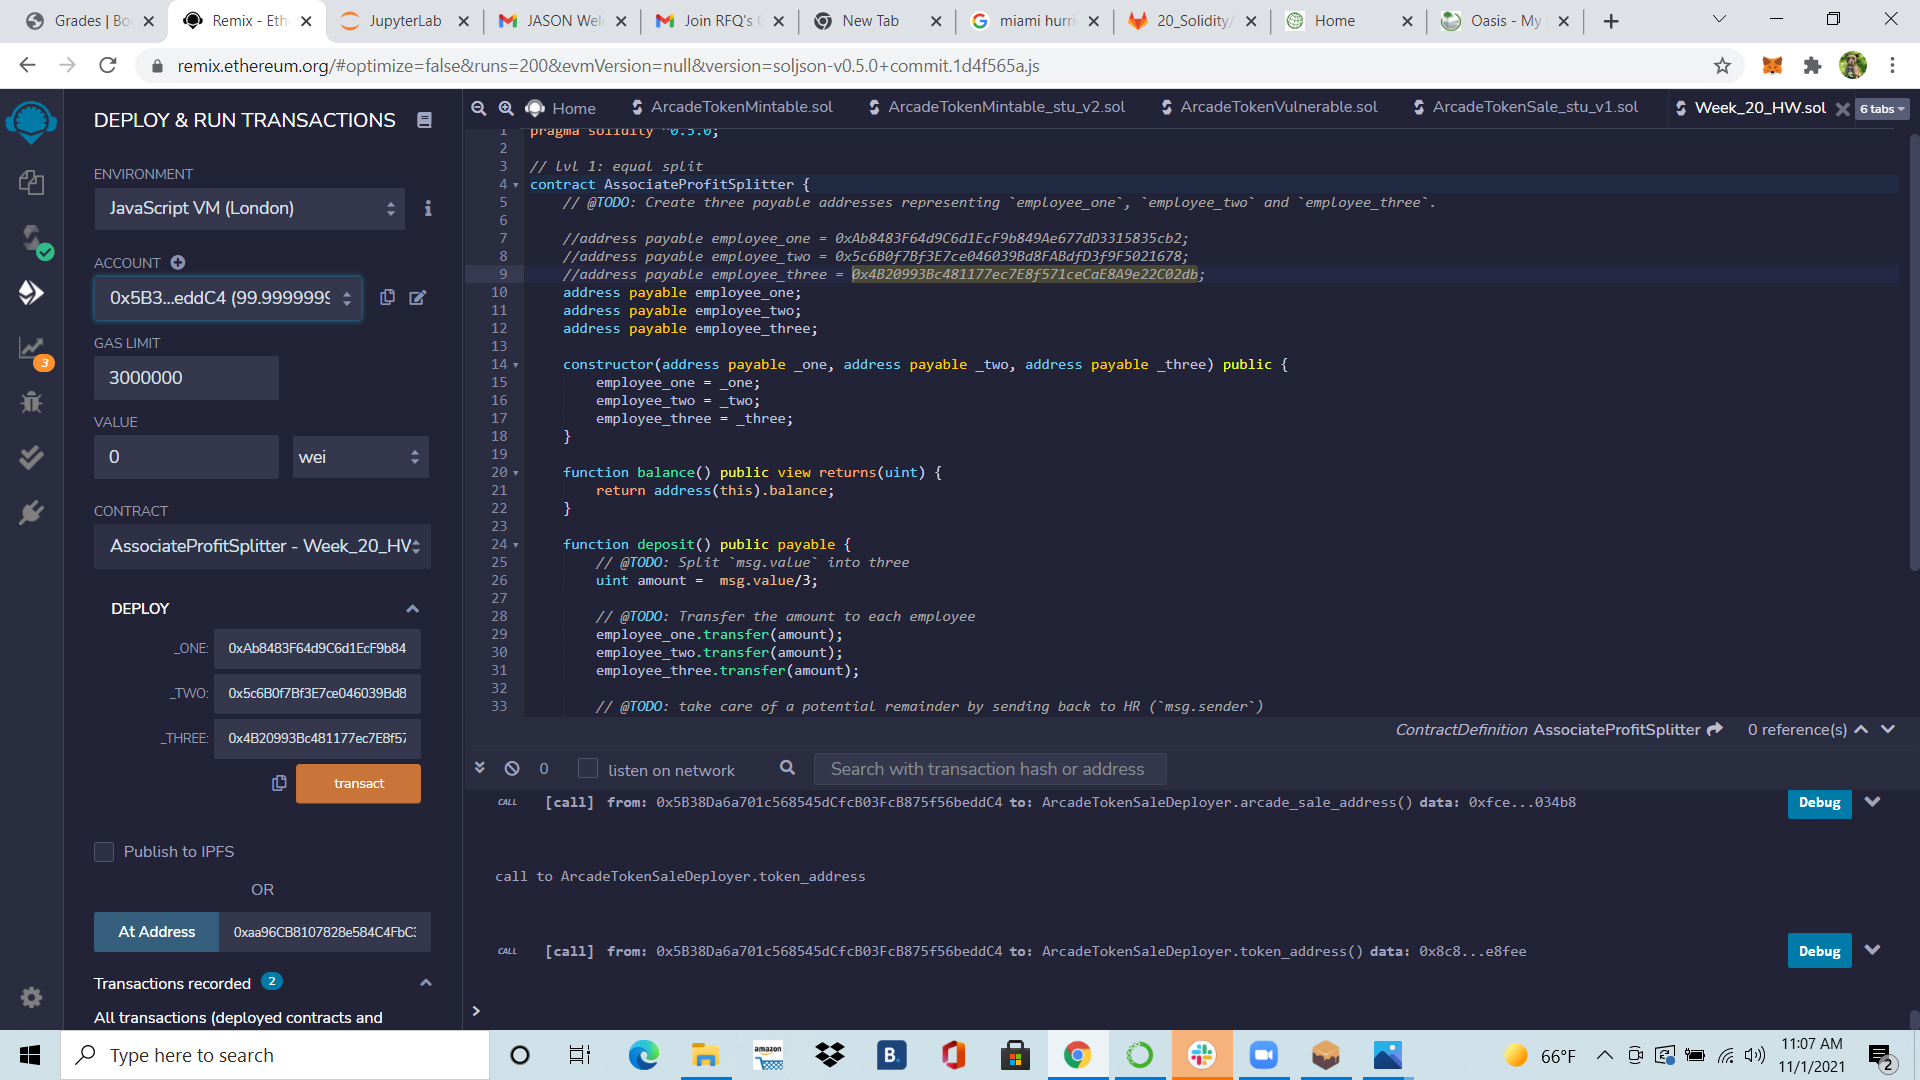 Grades | Bo
Remix - Eth
JupyterLab
JASON Wel
Join RFQ's
New Tab
miami hurri
20_Solidity/
Home
Oasis - My
remix.ethereum.org/#optimize=false&runs=200&evmVersion=null&version=soljson-v0.5.0+commit.1d4f565a.js
DEPLOY & RUN TRANSACTIONS
ENVIRONMENT
JavaScript VM (London)
ACCOUNT
0x5B3...eddC4 (99.9999999
GAS LIMIT
3000000
VALUE
0
wei
CONTRACT
AssociateProfitSplitter - Week_20_HW
DEPLOY
_ONE:
0xAb8483F64d9C6d1EcF9b84
_TWO:
0x5c6B0f7Bf3E7ce046039Bd8
_THREE:
0x4B20993Bc481177ec7E8f57
transact
Publish to IPFS
OR
At Address
0xaa96CB8107828e584C4FbC3
Transactions recorded 2
All transactions (deployed contracts and
3
Home
ArcadeTokenMintable.sol
ArcadeTokenMintable_stu_v2.sol
ArcadeTokenVulnerable.sol
ArcadeTokenSale_stu_v1.sol
Week_20_HW.sol
6 tabs
1 pragma solidity ^0.5.0;
2
3 // lvl 1: equal split
4 contract AssociateProfitSplitter {
5 // @TODO: Create three payable addresses representing `employee_one`, `employee_two` and `employee_three`.
6
7 //address payable employee_one = 0xAb8483F64d9C6d1EcF9b849Ae677dD3315835cb2;
8 //address payable employee_two = 0x5c6B0f7Bf3E7ce046039Bd8FABdfD3f9F5021678;
9 //address payable employee_three = 0x4B20993Bc481177ec7E8f571ceCaE8A9e22C02db;
10 address payable employee_one;
11 address payable employee_two;
12 address payable employee_three;
13
14 constructor(address payable _one, address payable _two, address payable _three) public {
15 employee_one = _one;
16 employee_two = _two;
17 employee_three = _three;
18 }
19
20 function balance() public view returns(uint) {
21 return address(this).balance;
22 }
23
24 function deposit() public payable {
25 // @TODO: Split `msg.value` into three
26 uint amount =  msg.value/3;
27
28 // @TODO: Transfer the amount to each employee
29 employee_one.transfer(amount);
30 employee_two.transfer(amount);
31 employee_three.transfer(amount);
32
33 // @TODO: take care of a potential remainder by sending back to HR (`msg.sender`)
ContractDefinition AssociateProfitSplitter 0 reference(s)
0
listen on network
Search with transaction hash or address
CALL [call] from: 0x5B38Da6a701c568545dCfcB03FcB875f56beddC4 to: ArcadeTokenSaleDeployer.arcade_sale_address() data: 0xfce...034b8
Debug
call to ArcadeTokenSaleDeployer.token_address
CALL [call] from: 0x5B38Da6a701c568545dCfcB03FcB875f56beddC4 to: ArcadeTokenSaleDeployer.token_address() data: 0x8c8...e8fee
Debug
>
Type here to search
amazon
B.
66°F
11:07 AM
11/1/2021
2